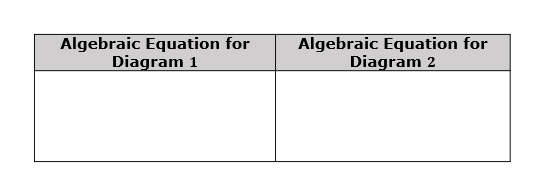 Algebraic Equation for
Diagram 1
Algebraic Equation for
Diagram 2